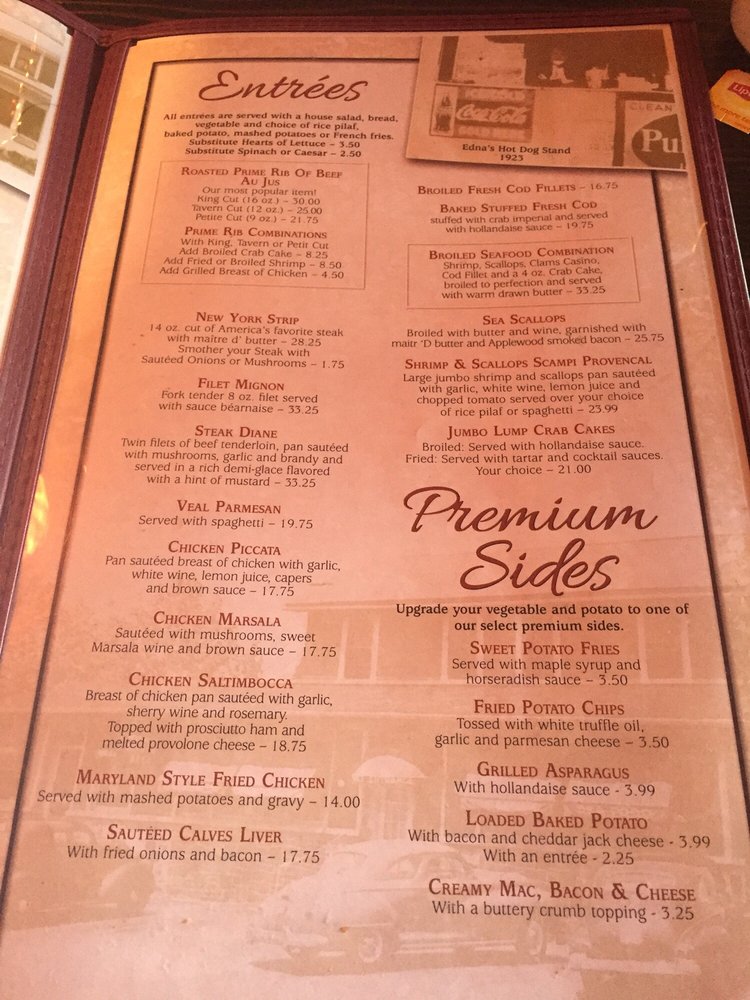 Entrées
All entrées are served with a house salad, bread,
vegetable and choice of rice pilaf,
baked potato, mashed potatoes or French fries.
Substitute Hearts of Lettuce – 3.50
Substitute Spinach or Caesar – 2.50
Roasted Prime Rib Of Beef
Au Jus
Our most popular item!
King Cut (16 oz.) – 30.00
Tavern Cut (12 oz.) – 25.00
Petite Cut (9 oz.) – 21.75
Prime Rib Combinations
With King, Tavern or Petit Cut
Add Broiled Crab Cake – 8.25
Add Fried or Broiled Shrimp – 8.50
Add Grilled Breast of Chicken – 4.50
New York Strip
14 oz. cut of America's favorite steak
with maître d' butter – 28.25
Smother your Steak with
Sautéed Onions or Mushrooms – 1.75
Filet Mignon
Fork tender 8 oz. filet served
with sauce béarnaise – 33.25
Steak Diane
Twin filets of beef tenderloin, pan sautéed
with mushrooms, garlic and brandy and
served in a rich demi-glace flavored
with a hint of mustard – 33.25
Veal Parmesan
Served with spaghetti – 19.75
Chicken Piccata
Pan sautéed breast of chicken with garlic,
white wine, lemon juice, capers
and brown sauce – 17.75
Chicken Marsala
Sautéed with mushrooms, sweet
Marsala wine and brown sauce – 17.75
Chicken Saltimbocca
Breast of chicken pan sautéed with garlic,
sherry wine and rosemary.
Topped with prosciutto ham and
melted provolone cheese – 18.75
Maryland Style Fried Chicken
Served with mashed potatoes and gravy – 14.00
Sautéed Calves Liver
With fried onions and bacon – 17.75
Coca-Cola
CLEAN
Pu
Edna's Hot Dog Stand
1923
Lip
Broiled Fresh Cod Fillets – 16.75
Baked Stuffed Fresh Cod
stuffed with crab imperial and served
with hollandaise sauce – 19.75
Broiled Seafood Combination
Shrimp, Scallops, Clams Casino,
Cod Fillet and a 4 oz. Crab Cake,
broiled to perfection and served
with warm drawn butter – 33.25
Sea Scallops
Broiled with butter and wine, garnished with
maitr 'D butter and Applewood smoked bacon – 25.75
Shrimp & Scallops Scampi Provencal
Large jumbo shrimp and scallops pan sautéed
with garlic, white wine, lemon juice and
chopped tomato served over your choice
of rice pilaf or spaghetti – 23.99
Jumbo Lump Crab Cakes
Broiled: Served with hollandaise sauce.
Fried: Served with tartar and cocktail sauces.
Your choice – 21.00
Premium
Sides
Upgrade your vegetable and potato to one of
our select premium sides.
Sweet Potato Fries
Served with maple syrup and
horseradish sauce – 3.50
Fried Potato Chips
Tossed with white truffle oil,
garlic and parmesan cheese – 3.50
Grilled Asparagus
With hollandaise sauce - 3.99
Loaded Baked Potato
With bacon and cheddar jack cheese - 3.99
With an entrée - 2.25
Creamy Mac, Bacon & Cheese
With a buttery crumb topping - 3.25